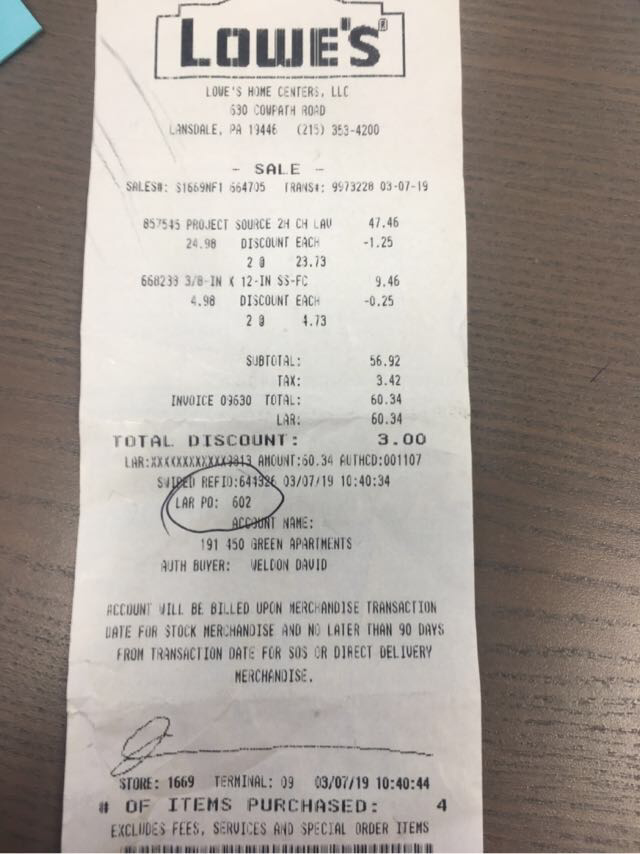 LOWE'S®
LOWE'S HOME CENTERS, LLC
630 COWPATH ROAD
LANSDALE, PA 19446 (215) 353-4200
- SALE -
SALES#: S1669NF1 664705 TRANS#: 9973228 03-07-19
857545 PROJECT SOURCE 2H CH LAV 47.46
24.98 DISCOUNT EACH -1.25
2 @ 23.73
668233 3/8-IN X 12-IN SS-FC 9.46
4.98 DISCOUNT EACH -0.25
2 @ 4.73
SUBTOTAL: 56.92
TAX: 3.42
INVOICE 09630 TOTAL: 60.34
LAR: 60.34
TOTAL DISCOUNT: 3.00
LAR:XXXXXXXXXXXX9813 AMOUNT:60.34 AUTHCD:001107
SWIPED REFID:644326 03/07/19 10:40:34
LAR PO: 602
ACCOUNT NAME:
191 450 GREEN APARTMENTS
AUTH BUYER: WELDON DAVID
ACCOUNT WILL BE BILLED UPON MERCHANDISE TRANSACTION
DATE FOR STOCK MERCHANDISE AND NO LATER THAN 90 DAYS
FROM TRANSACTION DATE FOR SOS OR DIRECT DELIVERY
MERCHANDISE.
STORE: 1669 TERMINAL: 09 03/07/19 10:40:44
# OF ITEMS PURCHASED: 4
EXCLUDES FEES, SERVICES AND SPECIAL ORDER ITEMS